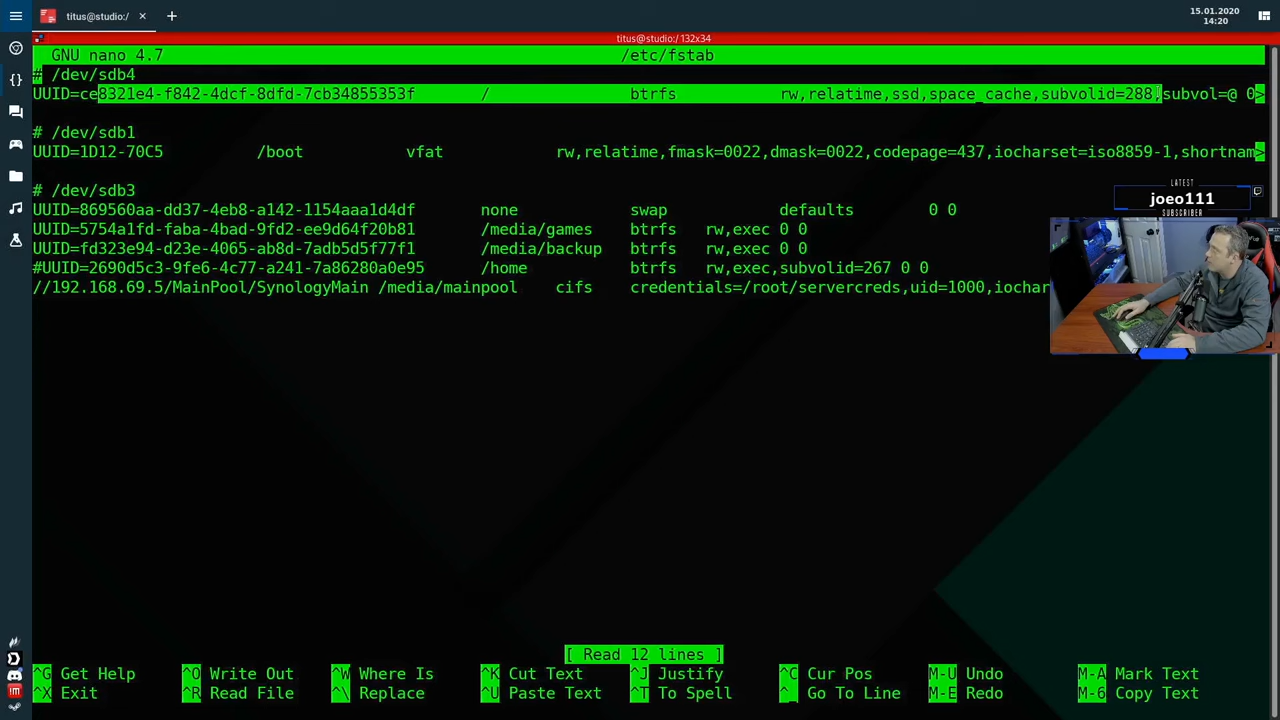 titus@studio:/
15.01.2020
14:20
titus@studio:/ 132x34
GNU nano 4.7 /etc/fstab
# /dev/sdb4
UUID=ce8321e4-f842-4dcf-8dfd-7cb34855353f / btrfs rw,relatime,ssd,space_cache,subvolid=288,subvol=@ 0>
# /dev/sdb1
UUID=1D12-70C5 /boot vfat rw,relatime,fmask=0022,dmask=0022,codepage=437,iocharset=iso8859-1,shortnam>
# /dev/sdb3
UUID=869560aa-dd37-4eb8-a142-1154aaa1d4df none swap defaults 0 0
UUID=5754a1fd-faba-4bad-9fd2-ee9d64f20b81 /media/games btrfs rw,exec 0 0
UUID=fd323e94-d23e-4065-ab8d-7adb5d5f77f1 /media/backup btrfs rw,exec 0 0
#UUID=2690d5c3-9fe6-4c77-a241-7a86280a0e95 /home btrfs rw,exec,subvolid=267 0 0
//192.168.69.5/MainPool/SynologyMain /media/mainpool cifs credentials=/root/servercreds,uid=1000,iochar
LATEST
joeo111
SUBSCRIBER
[ Read 12 lines ]
^G Get Help ^O Write Out ^W Where Is ^K Cut Text ^J Justify ^C Cur Pos M-U Undo M-A Mark Text
^X Exit ^R Read File ^\ Replace ^U Paste Text ^T To Spell ^_ Go To Line M-E Redo M-6 Copy Text